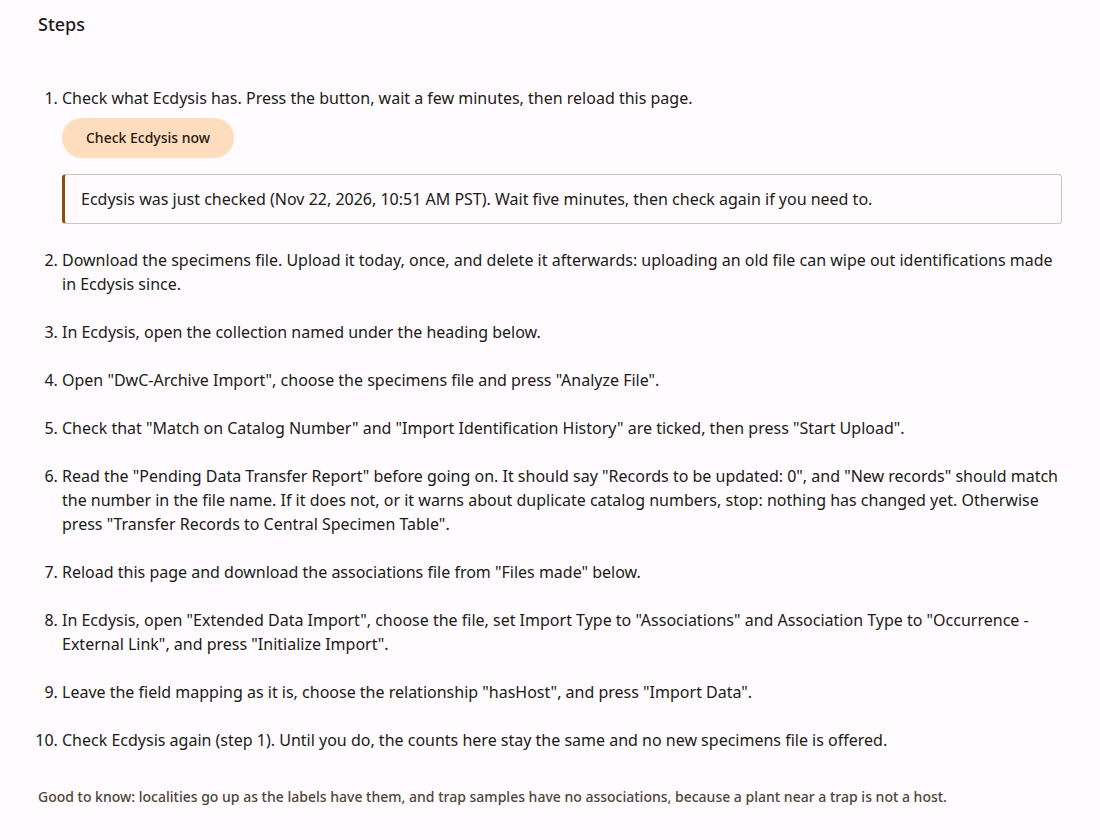 Steps
1. Check what Ecdysis has. Press the button, wait a few minutes, then reload this page.
Check Ecdysis now
Ecdysis was just checked (Nov 22, 2026, 10:51 AM PST). Wait five minutes, then check again if you need to.
2. Download the specimens file. Upload it today, once, and delete it afterwards: uploading an old file can wipe out identifications made
in Ecdysis since.
3. In Ecdysis, open the collection named under the heading below.
4. Open "DwC-Archive Import", choose the specimens file and press "Analyze File".
5. Check that "Match on Catalog Number" and "Import Identification History" are ticked, then press "Start Upload".
6. Read the "Pending Data Transfer Report" before going on. It should say "Records to be updated: 0", and "New records" should match
the number in the file name. If it does not, or it warns about duplicate catalog numbers, stop: nothing has changed yet. Otherwise
press "Transfer Records to Central Specimen Table".
7. Reload this page and download the associations file from "Files made" below.
8. In Ecdysis, open "Extended Data Import", choose the file, set Import Type to "Associations" and Association Type to "Occurrence -
External Link", and press "Initialize Import".
9. Leave the field mapping as it is, choose the relationship "hasHost", and press "Import Data".
10. Check Ecdysis again (step 1). Until you do, the counts here stay the same and no new specimens file is offered.
Good to know: localities go up as the labels have them, and trap samples have no associations, because a plant near a trap is not a host.